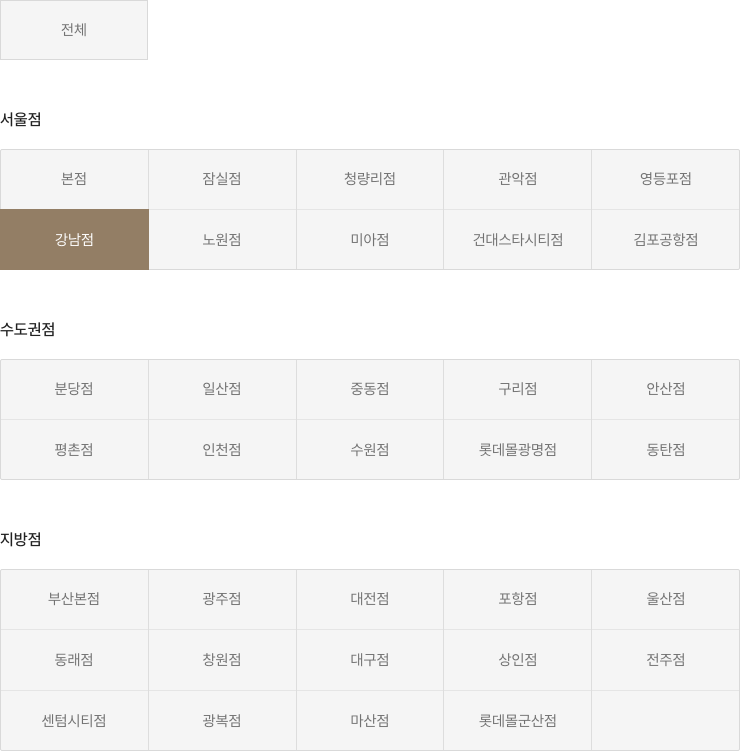 전체
서울점
본점 잠실점 청량리점 관악점 영등포점
강남점 노원점 미아점 건대스타시티점 김포공항점
수도권점
분당점 일산점 중동점 구리점 안산점
평촌점 인천점 수원점 롯데몰광명점 동탄점
지방점
부산본점 광주점 대전점 포항점 울산점
동래점 창원점 대구점 상인점 전주점
센텀시티점 광복점 마산점 롯데몰군산점